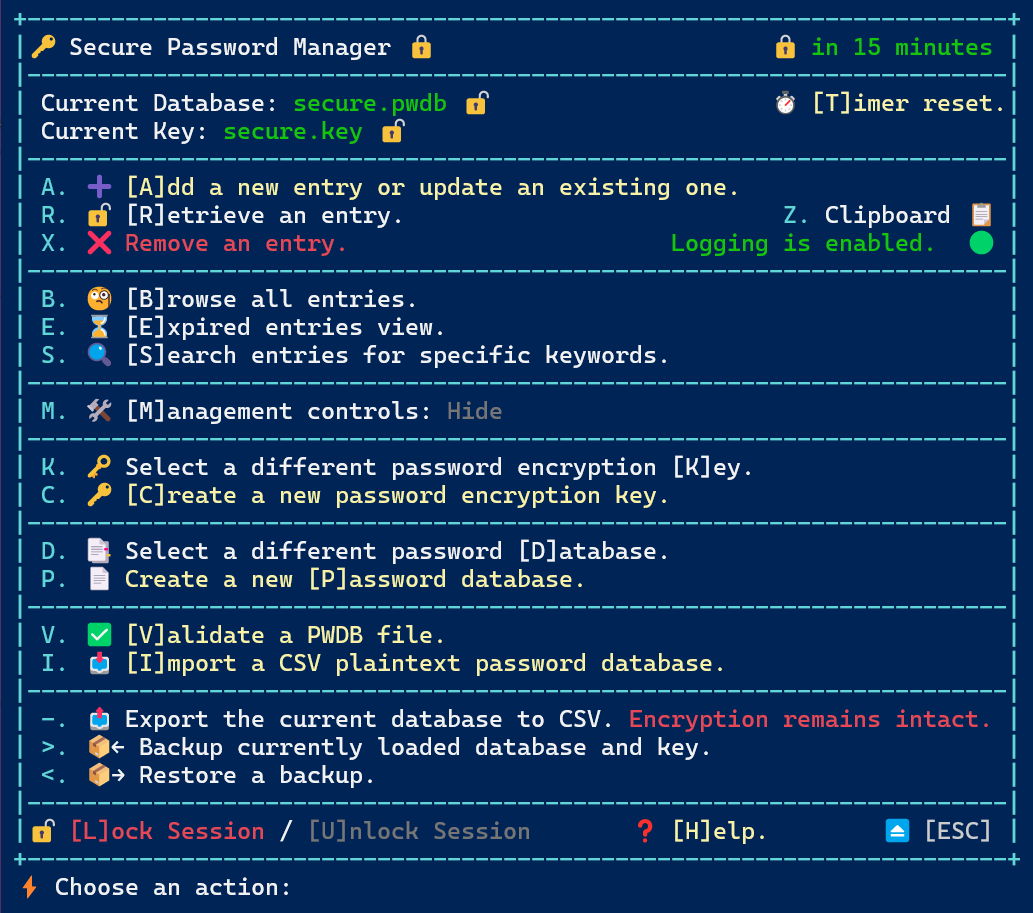 Secure Password Manager in 15 minutes
Current Database: secure.pwdb [T]imer reset.
Current Key: secure.key
A. [A]dd a new entry or update an existing one.
R. [R]etrieve an entry. Z. Clipboard
X. Remove an entry. Logging is enabled.
B. [B]rowse all entries.
E. [E]xpired entries view.
S. [S]earch entries for specific keywords.
M. [M]anagement controls: Hide
K. Select a different password encryption [K]ey.
C. [C]reate a new password encryption key.
D. Select a different password [D]atabase.
P. Create a new [P]assword database.
V. [V]alidate a PWDB file.
I. [I]mport a CSV plaintext password database.
-. Export the current database to CSV. Encryption remains intact.
>. ← Backup currently loaded database and key.
<. → Restore a backup.
[L]ock Session / [U]nlock Session ❓ [H]elp. [ESC]
Choose an action: